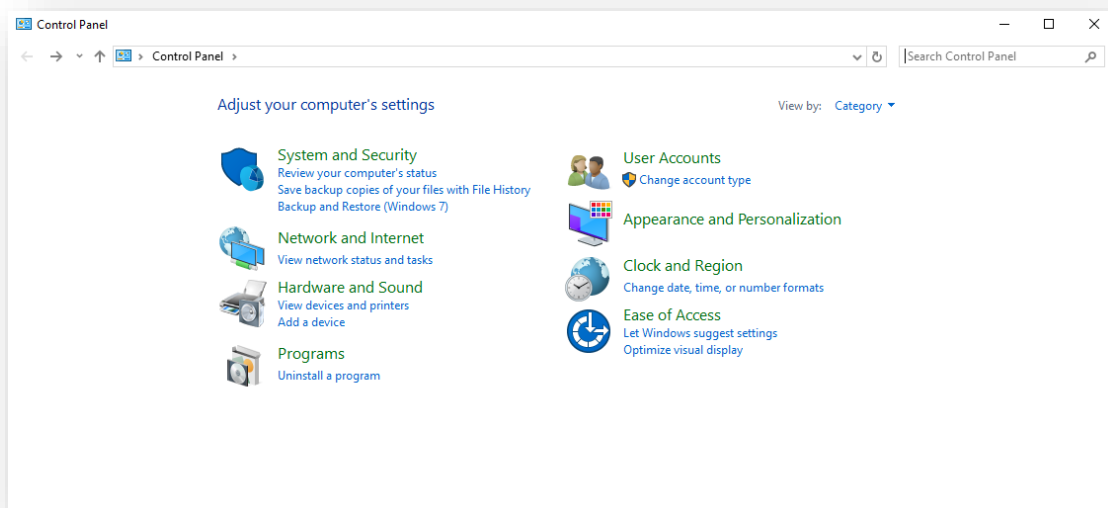 Control Panel
Control Panel
Search Control Panel
Adjust your computer's settings
View by: Category
System and Security
Review your computer's status
Save backup copies of your files with File History
Backup and Restore (Windows 7)
Network and Internet
View network status and tasks
Hardware and Sound
View devices and printers
Add a device
Programs
Uninstall a program
User Accounts
Change account type
Appearance and Personalization
Clock and Region
Change date, time, or number formats
Ease of Access
Let Windows suggest settings
Optimize visual display